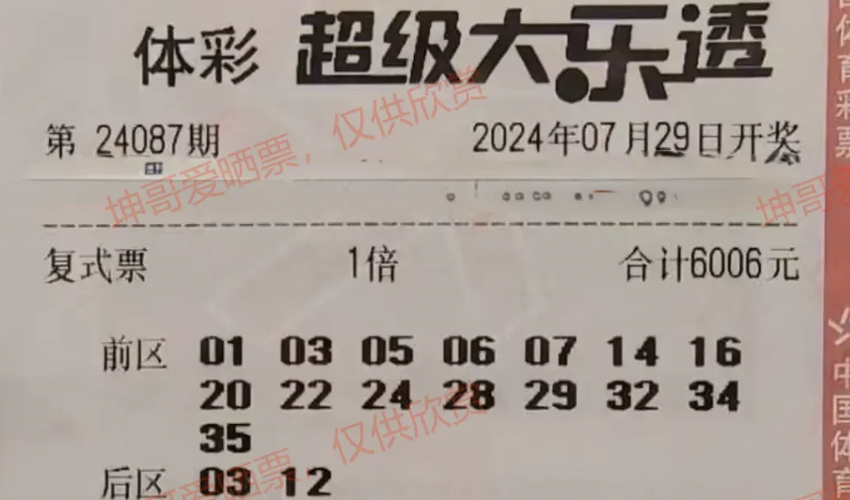 体彩 超级大乐透
第 24087期 2024年07月29日开奖
复式票 1倍 合计6006元
前区 01 03 05 06 07 14 16
20 22 24 28 29 32 34
35
后区 03 12
坤哥爱晒票，仅供欣赏
坤哥
坤哥爱晒票，仅供欣赏
国体育彩票
中国体育